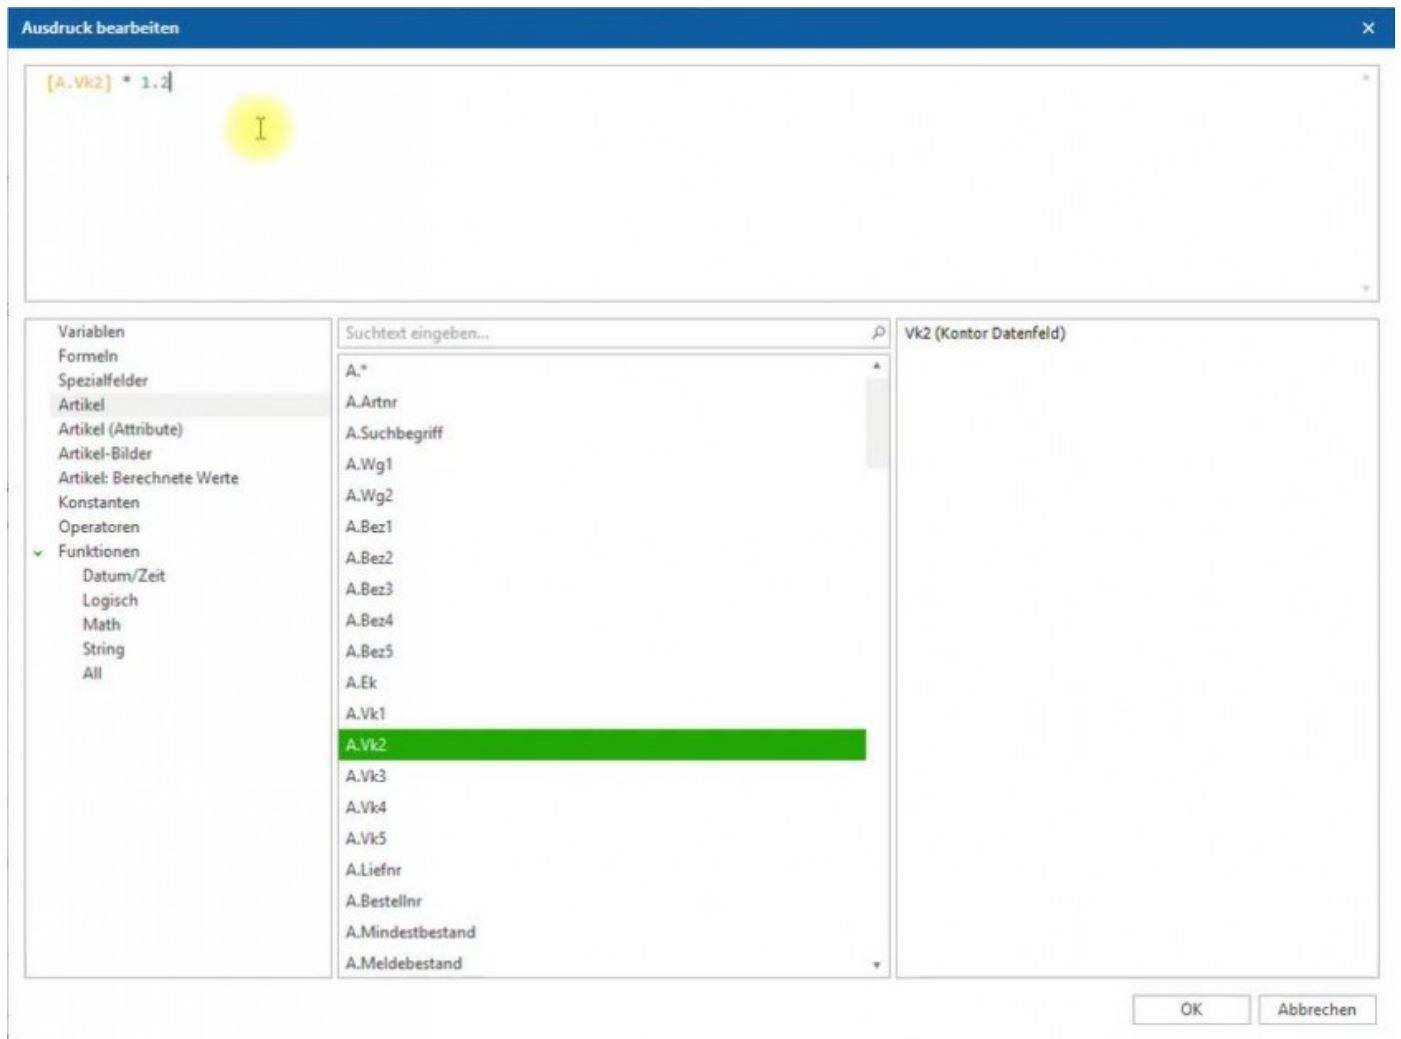 Ausdruck bearbeiten
[A.Vk2] * 1.2
Variablen
Formeln
Spezialfelder
Artikel
Artikel (Attribute)
Artikel-Bilder
Artikel: Berechnete Werte
Konstanten
Operatoren
Funktionen
Datum/Zeit
Logisch
Math
String
All
Suchtext eingeben...
A.*
A.Artnr
A.Suchbegriff
A.Wg1
A.Wg2
A.Bez1
A.Bez2
A.Bez3
A.Bez4
A.Bez5
A.Ek
A.Vk1
A.Vk2
A.Vk3
A.Vk4
A.Vk5
A.Liefnr
A.Bestellnr
A.Mindestbestand
A.Meldebestand
Vk2 (Kontor Datenfeld)
OK
Abbrechen